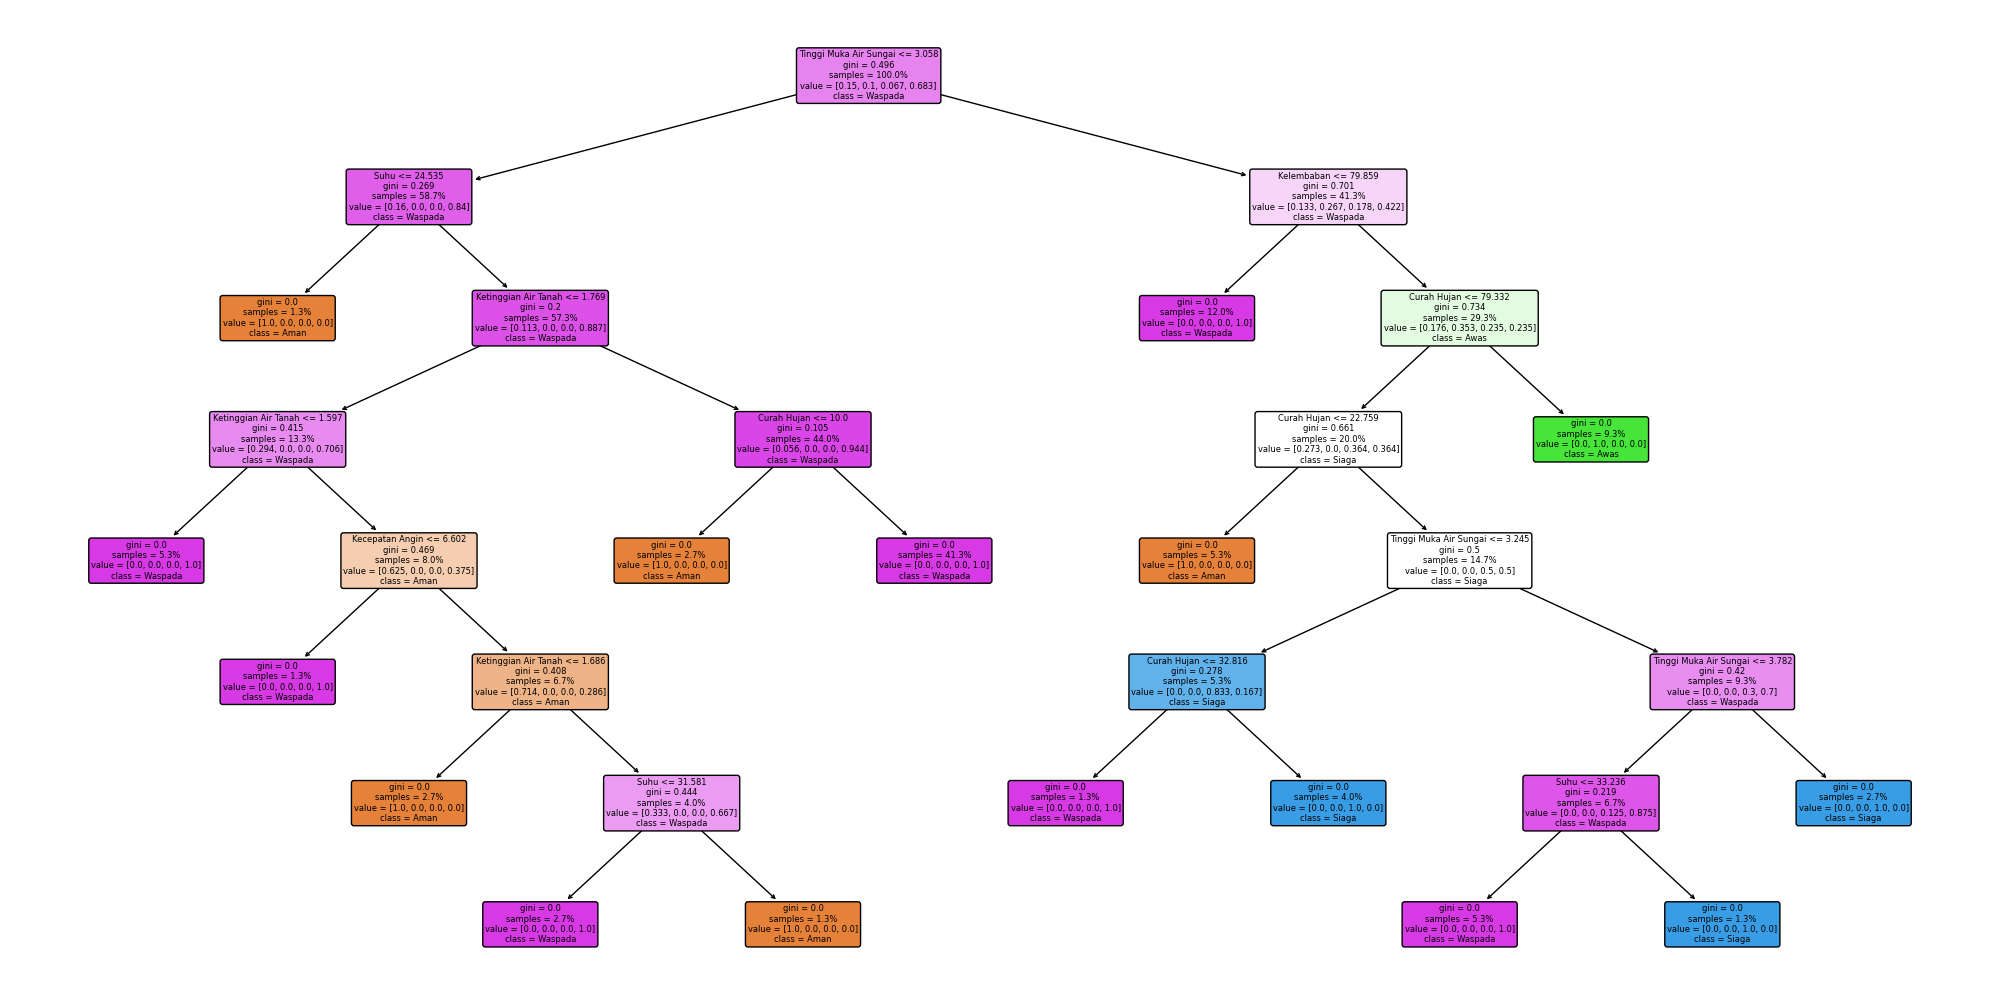 Tinggi Muka Air Sungai <= 3.058
gini = 0.496
samples = 100.0%
value = [0.15, 0.1, 0.067, 0.683]
class = Waspada
Suhu <= 24.535
gini = 0.269
samples = 58.7%
value = [0.16, 0.0, 0.0, 0.84]
class = Waspada
Kelembaban <= 79.859
gini = 0.701
samples = 41.3%
value = [0.133, 0.267, 0.178, 0.422]
class = Waspada
gini = 0.0
samples = 1.3%
value = [1.0, 0.0, 0.0, 0.0]
class = Aman
Ketinggian Air Tanah <= 1.769
gini = 0.2
samples = 57.3%
value = [0.113, 0.0, 0.0, 0.887]
class = Waspada
gini = 0.0
samples = 12.0%
value = [0.0, 0.0, 0.0, 1.0]
class = Waspada
Curah Hujan <= 79.332
gini = 0.734
samples = 29.3%
value = [0.176, 0.353, 0.235, 0.235]
class = Awas
Ketinggian Air Tanah <= 1.597
gini = 0.415
samples = 13.3%
value = [0.294, 0.0, 0.0, 0.706]
class = Waspada
Curah Hujan <= 10.0
gini = 0.105
samples = 44.0%
value = [0.056, 0.0, 0.0, 0.944]
class = Waspada
Curah Hujan <= 22.759
gini = 0.661
samples = 20.0%
value = [0.273, 0.0, 0.364, 0.364]
class = Siaga
gini = 0.0
samples = 9.3%
value = [0.0, 1.0, 0.0, 0.0]
class = Awas
gini = 0.0
samples = 5.3%
value = [0.0, 0.0, 0.0, 1.0]
class = Waspada
Kecepatan Angin <= 6.602
gini = 0.469
samples = 8.0%
value = [0.625, 0.0, 0.0, 0.375]
class = Aman
gini = 0.0
samples = 2.7%
value = [1.0, 0.0, 0.0, 0.0]
class = Aman
gini = 0.0
samples = 41.3%
value = [0.0, 0.0, 0.0, 1.0]
class = Waspada
gini = 0.0
samples = 5.3%
value = [1.0, 0.0, 0.0, 0.0]
class = Aman
Tinggi Muka Air Sungai <= 3.245
gini = 0.5
samples = 14.7%
value = [0.0, 0.0, 0.5, 0.5]
class = Siaga
gini = 0.0
samples = 1.3%
value = [0.0, 0.0, 0.0, 1.0]
class = Waspada
Ketinggian Air Tanah <= 1.686
gini = 0.408
samples = 6.7%
value = [0.714, 0.0, 0.0, 0.286]
class = Aman
Curah Hujan <= 32.816
gini = 0.278
samples = 5.3%
value = [0.0, 0.0, 0.833, 0.167]
class = Siaga
Tinggi Muka Air Sungai <= 3.782
gini = 0.42
samples = 9.3%
value = [0.0, 0.0, 0.3, 0.7]
class = Waspada
gini = 0.0
samples = 2.7%
value = [1.0, 0.0, 0.0, 0.0]
class = Aman
Suhu <= 31.581
gini = 0.444
samples = 4.0%
value = [0.333, 0.0, 0.0, 0.667]
class = Waspada
gini = 0.0
samples = 1.3%
value = [0.0, 0.0, 0.0, 1.0]
class = Waspada
gini = 0.0
samples = 4.0%
value = [0.0, 0.0, 1.0, 0.0]
class = Siaga
Suhu <= 33.236
gini = 0.219
samples = 6.7%
value = [0.0, 0.0, 0.125, 0.875]
class = Waspada
gini = 0.0
samples = 2.7%
value = [0.0, 0.0, 1.0, 0.0]
class = Siaga
gini = 0.0
samples = 2.7%
value = [0.0, 0.0, 0.0, 1.0]
class = Waspada
gini = 0.0
samples = 1.3%
value = [1.0, 0.0, 0.0, 0.0]
class = Aman
gini = 0.0
samples = 5.3%
value = [0.0, 0.0, 0.0, 1.0]
class = Waspada
gini = 0.0
samples = 1.3%
value = [0.0, 0.0, 1.0, 0.0]
class = Siaga